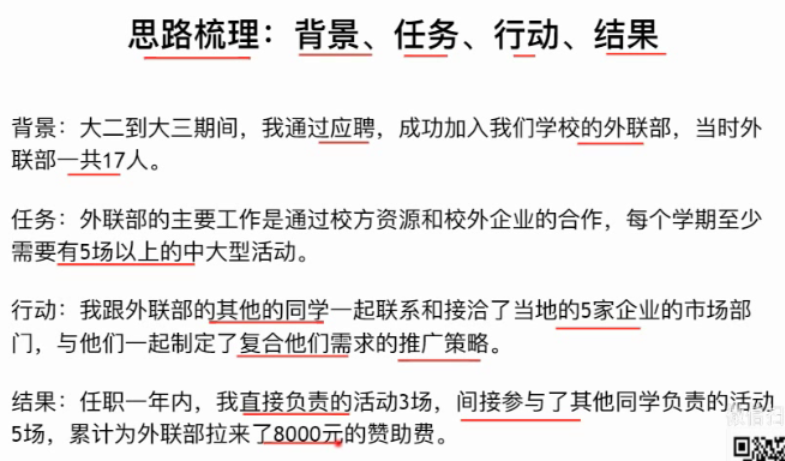 思路梳理：背景、任务、行动、结果
背景：大二到大三期间，我通过应聘，成功加入我们学校的外联部，当时外
联部一共17人。
任务：外联部的主要工作是通过校方资源和校外企业的合作，每个学期至少
需要有5场以上的中大型活动。
行动：我跟外联部的其他的同学一起联系和接洽了当地的5家企业的市场部
门，与他们一起制定了复合他们需求的推广策略。
结果：任职一年内，我直接负责的活动3场，间接参与了其他同学负责的活动
5场，累计为外联部拉来了8000元的赞助费。